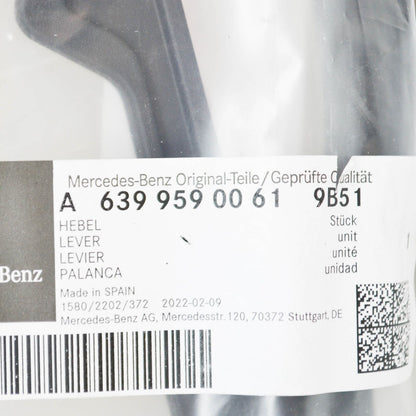 Mercedes-Benz Original-Teile/Geprüfte Qualität
A 639 959 00 61 9B51
HEBEL Stück
LEVER unit
LEVIER unité
PALANCA unidad
Benz
Made in SPAIN
1580/2202/372 2022-02-09
Mercedes-Benz AG, Mercedesstr.120, 70372 Stuttgart, DE